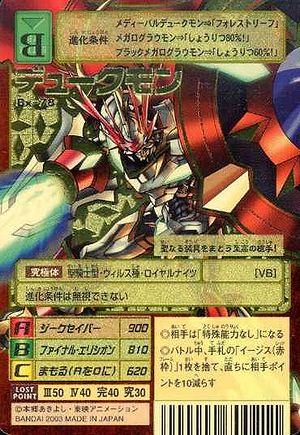 B
進化条件
メディーバルデュークモン⇒「フォレストリーフ」
メガログラウモン⇒「しょうりつ80%!」
ブラックメガログラウモン⇒「しょうりつ60%!」
デュークモン
Bx-78
聖なる装具をまとう至高の騎士!
究極体
聖騎士型・ウィルス種・ロイヤルナイツ
[VB]
進化条件は無視できない
A ジークセイバー 900
B ファイナル・エリシオン 810
C まもる(Aを0に) 620
◎相手は「特殊能力なし」になる
◎バトル中、手札の「イージス(赤
枠)」1枚を捨て、直ちに相手ポイ
ントを10減らす
LOST
POINT
Ⅲ50 Ⅳ40 完40 究30
©本郷あきよし・東映アニメーション
BANDAI 2003 MADE IN JAPAN